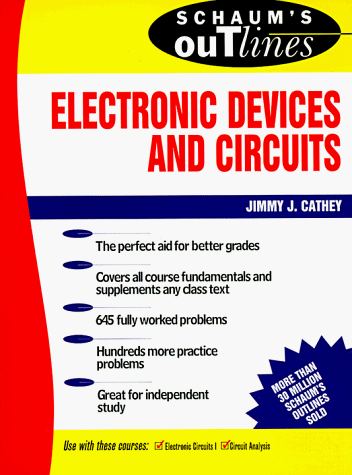 SCHAUM'S
ouTlines
ELECTRONIC DEVICES
AND CIRCUITS
JIMMY J. CATHEY
The perfect aid for better grades
Covers all course fundamentals and
supplements any class text
645 fully worked problems
Hundreds more practice
problems
Great for independent
study
MORE THAN
30 MILLION
SCHAUM'S
OUTLINES
SOLD
Use with these courses: ☑ Electronic Circuits I ☑ Circuit Analysis